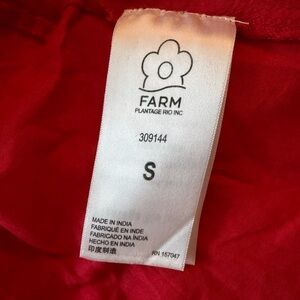 FARM
PLANTAGE RIO INC
309144
S
MADE IN INDIA
FABRIQUÉ EN INDE
FABRICADO NA ÍNDIA
HECHO EN INDIA
印度制造
RN 157047